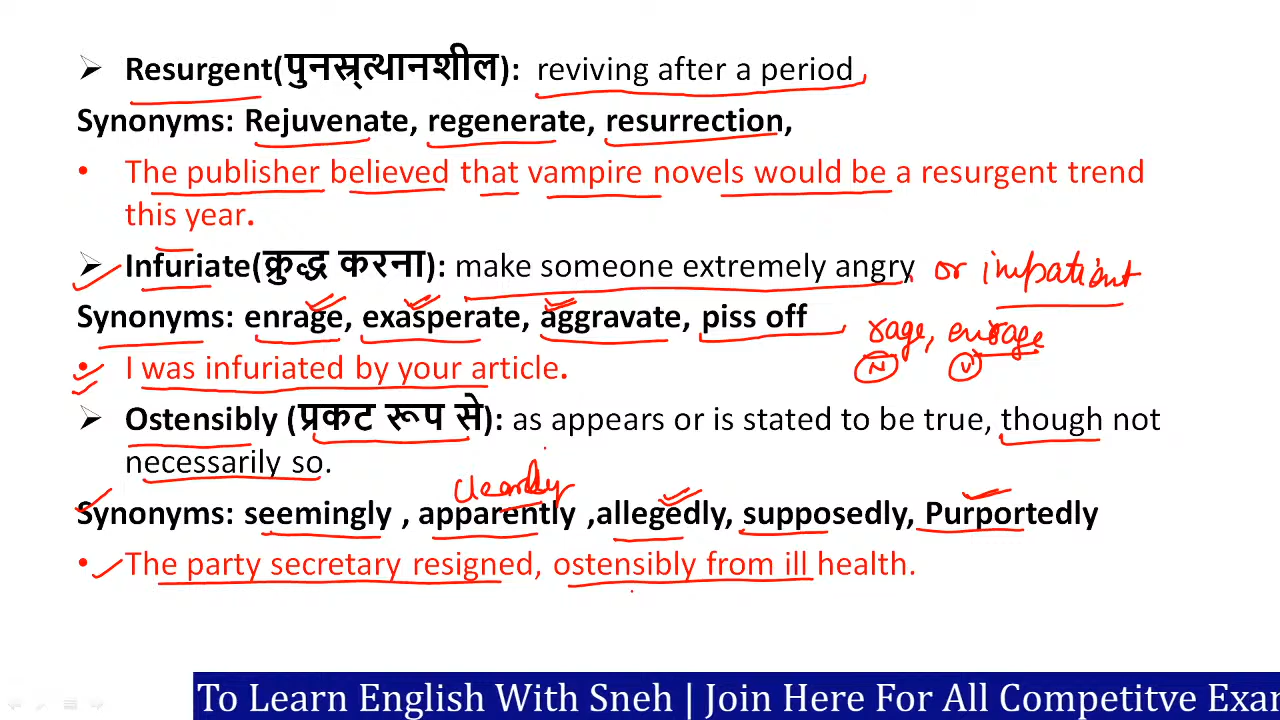 ➢ Resurgent(पुनरुत्थानशील): reviving after a period
Synonyms: Rejuvenate, regenerate, resurrection,
• The publisher believed that vampire novels would be a resurgent trend
this year.
➢ Infuriate(क्रुद्ध करना): make someone extremely angry or impatient
Synonyms: enrage, exasperate, aggravate, piss off
rage, enrage
N V
• I was infuriated by your article.
➢ Ostensibly (प्रकट रूप से): as appears or is stated to be true, though not
necessarily so.
clearly
Synonyms: seemingly , apparently ,allegedly, supposedly, Purportedly
• The party secretary resigned, ostensibly from ill health.
To Learn English With Sneh | Join Here For All Competitve Exa